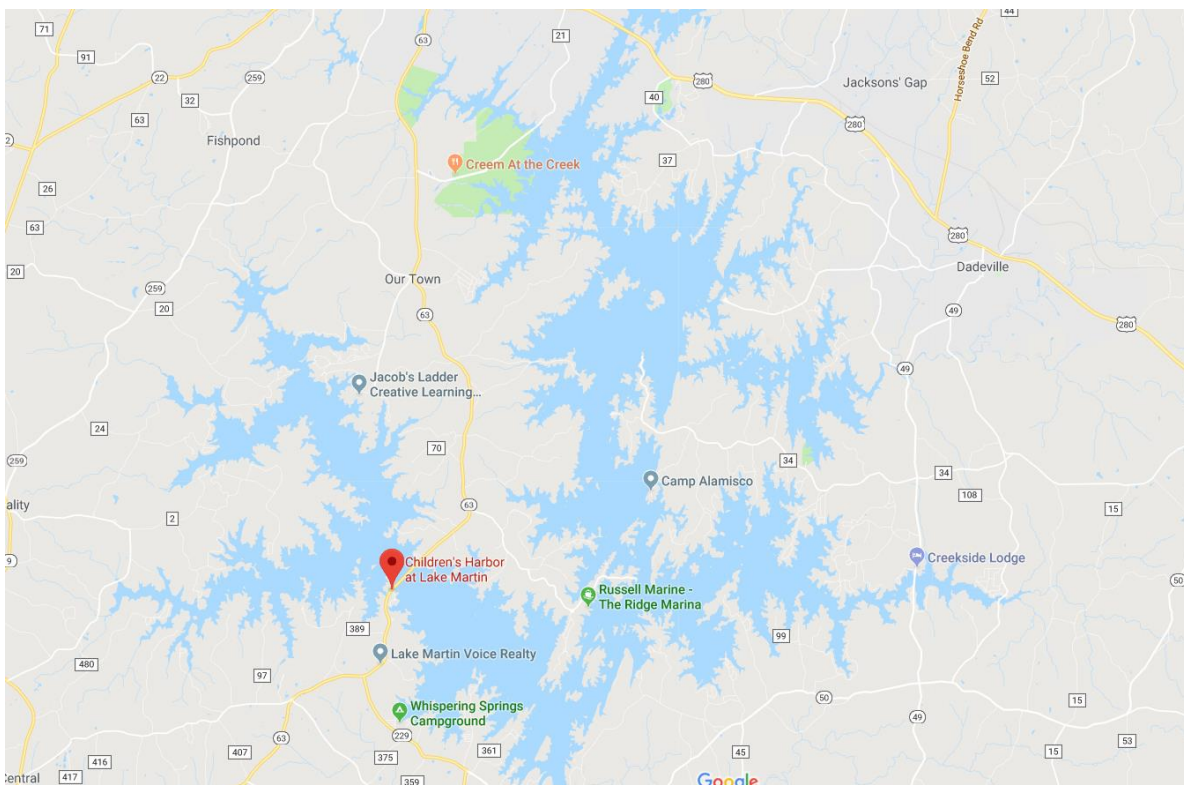 44
71
63
21
91
22
259
32
63
Fishpond
280
40
Jacksons' Gap
52
Horseshoe Bend Rd
280
Creem At the Creek
37
26
63
20
259
20
Our Town
63
280
Dadeville
49
280
49
Jacob's Ladder
Creative Learning...
24
70
259
34
34
ality
2
63
Camp Alamisco
108
15
9
Children's Harbor
at Lake Martin
Creekside Lodge
50
Russell Marine -
The Ridge Marina
389
99
Lake Martin Voice Realty
480
97
50
15
Whispering Springs
Campground
49
229
63
407
375
361
45
53
15
416
417
entral
359
Google